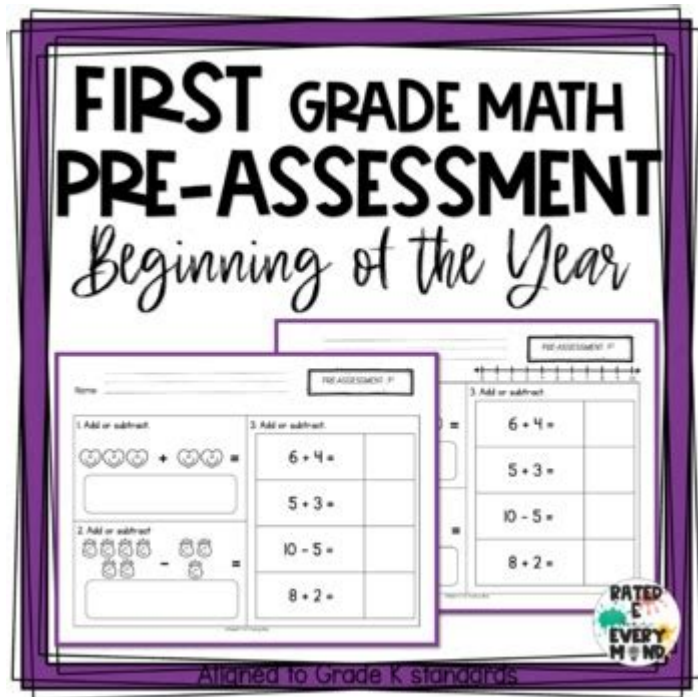 FIRST GRADE MATH
PRE-ASSESSMENT
Beginning of the Year
Name
PRE-ASSESSMENT 1st
1. Add or subtract.
+ =
2. Add or subtract
- =
3. Add or subtract.
6 + 4 =
5 + 3 =
10 - 5 =
8 + 2 =
PRE-ASSESSMENT 1st
=
=
3. Add or subtract.
6 + 4 =
5 + 3 =
10 - 5 =
8 + 2 =
RATED
E
EVERY
MIND
Aligned to Grade K standards